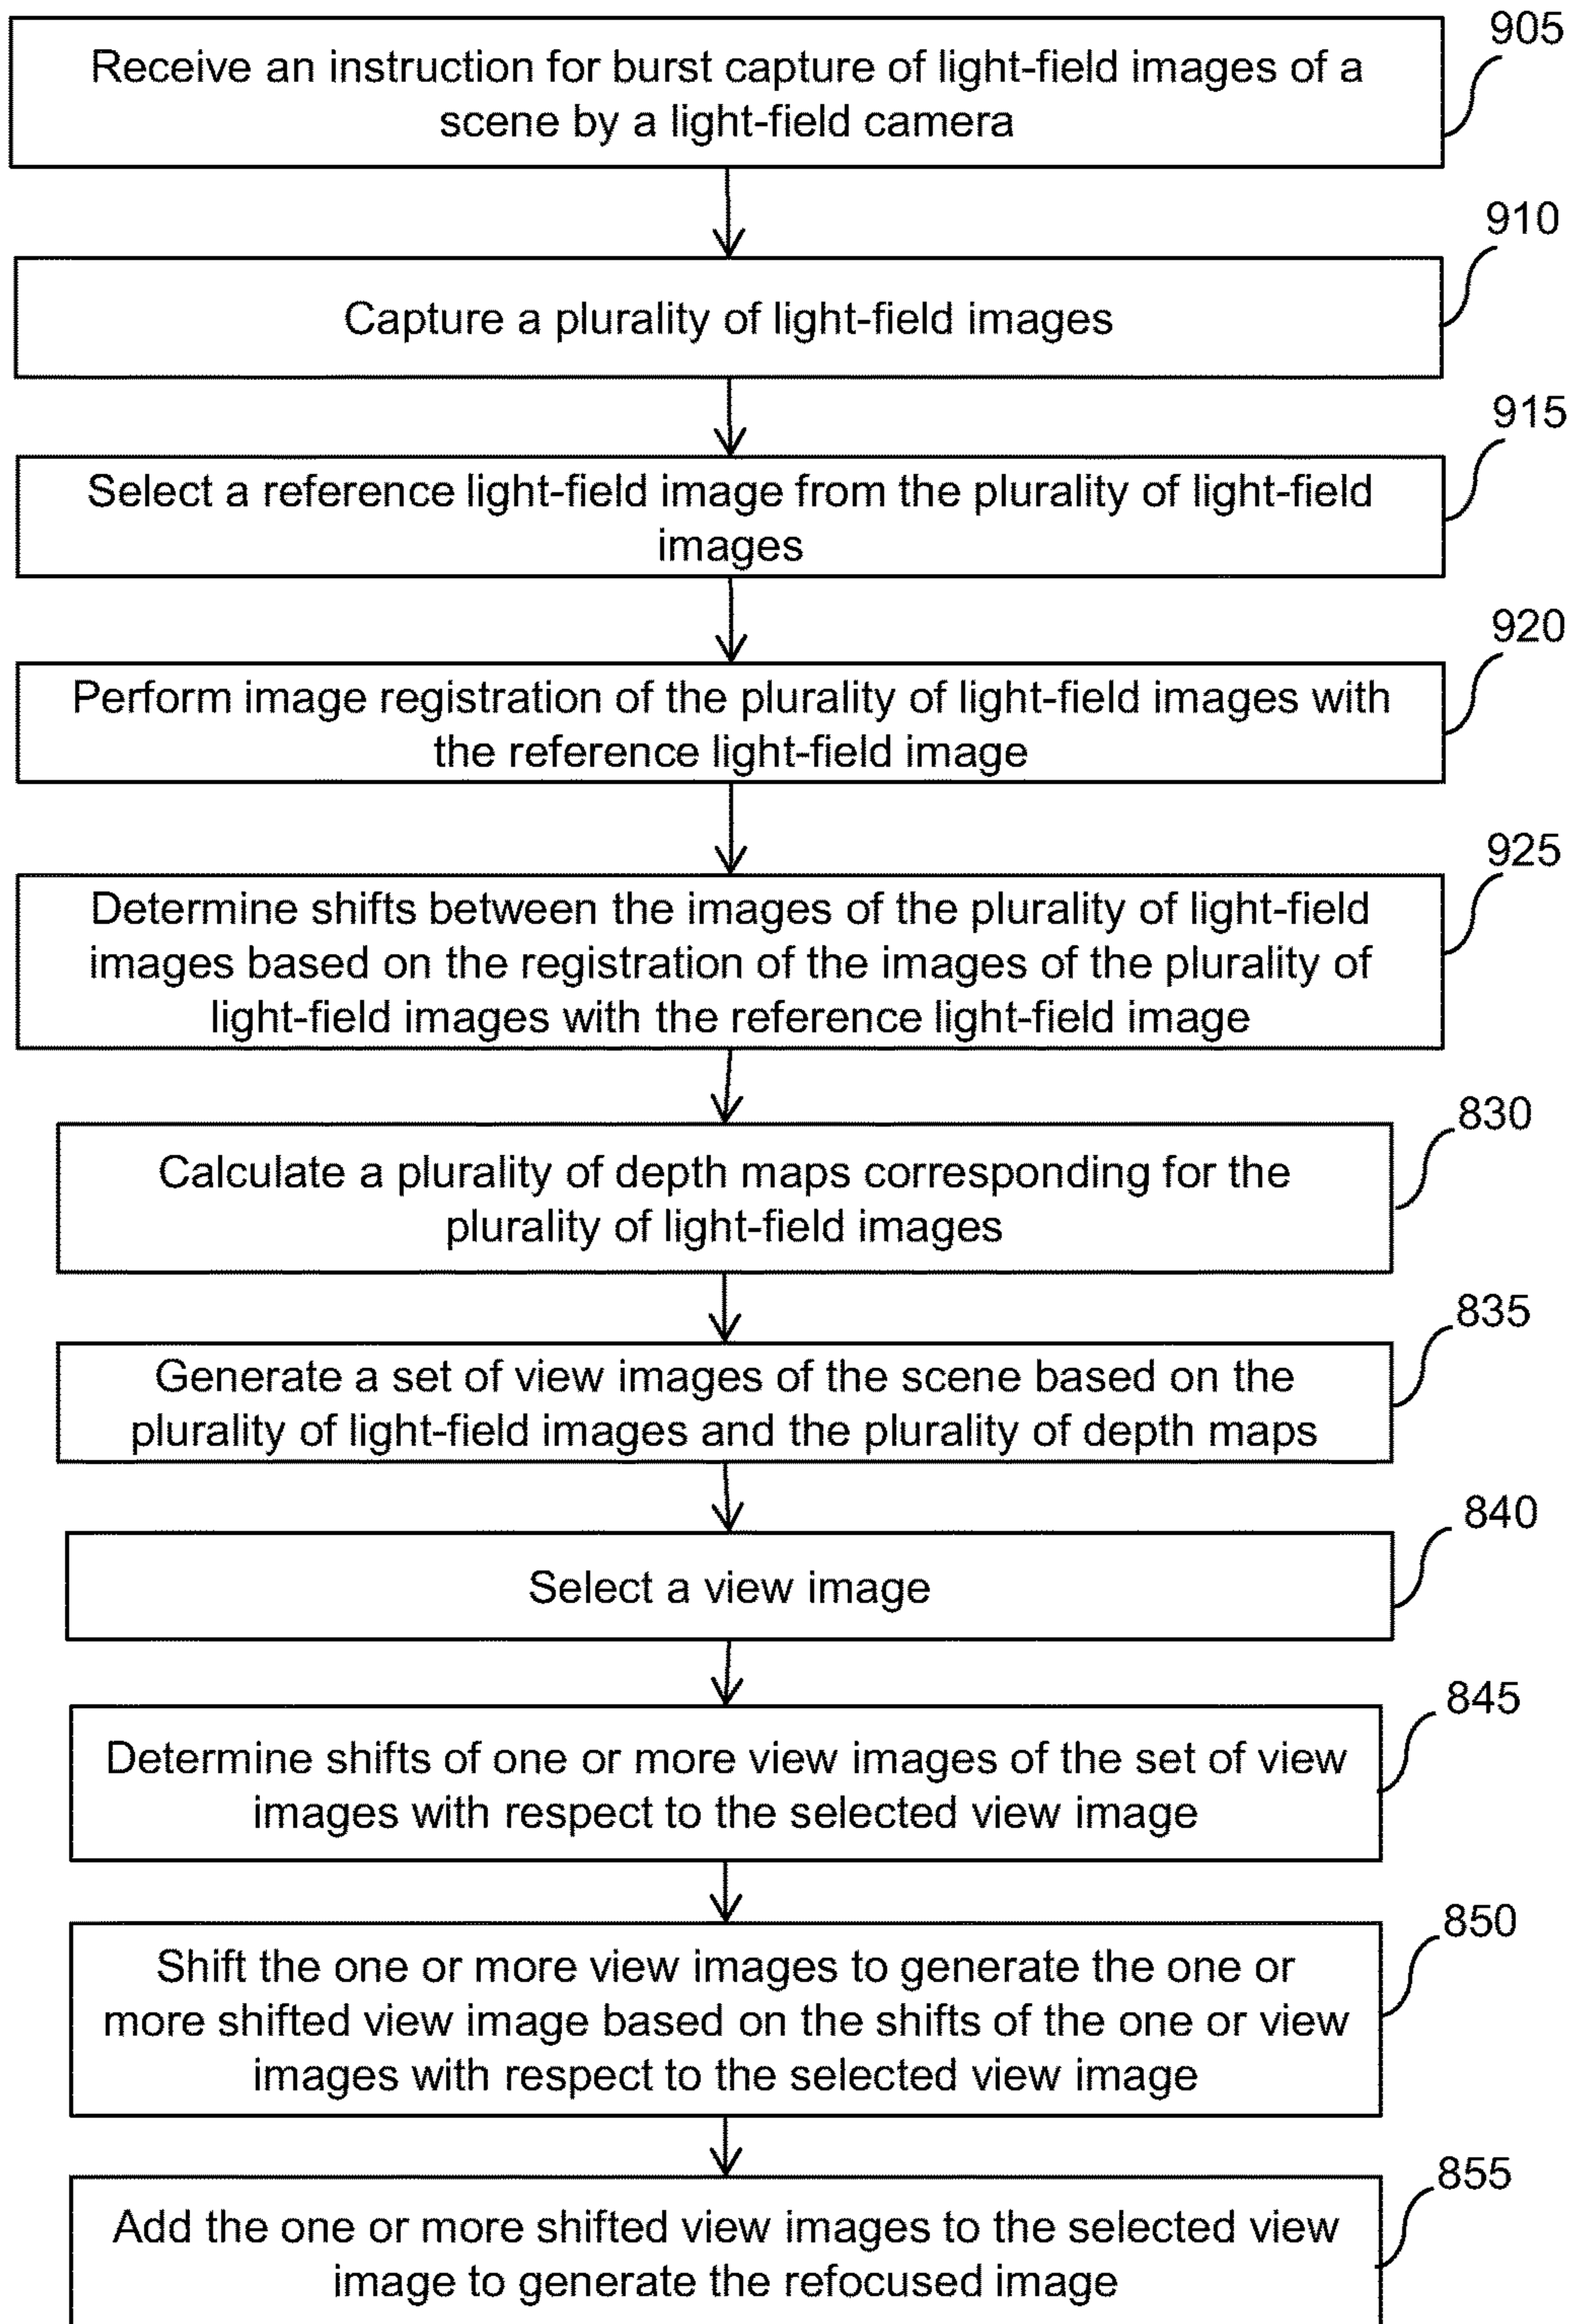 905
Receive an instruction for burst capture of light-field images of a
scene by a light-field camera
910
Capture a plurality of light-field images
915
Select a reference light-field image from the plurality of light-field
images
920
Perform image registration of the plurality of light-field images with
the reference light-field image
925
Determine shifts between the images of the plurality of light-field
images based on the registration of the images of the plurality of
light-field images with the reference light-field image
830
Calculate a plurality of depth maps corresponding for the
plurality of light-field images
835
Generate a set of view images of the scene based on the
plurality of light-field images and the plurality of depth maps
840
Select a view image
845
Determine shifts of one or more view images of the set of view
images with respect to the selected view image
850
Shift the one or more view images to generate the one or
more shifted view image based on the shifts of the one or view
images with respect to the selected view image
855
Add the one or more shifted view images to the selected view
image to generate the refocused image